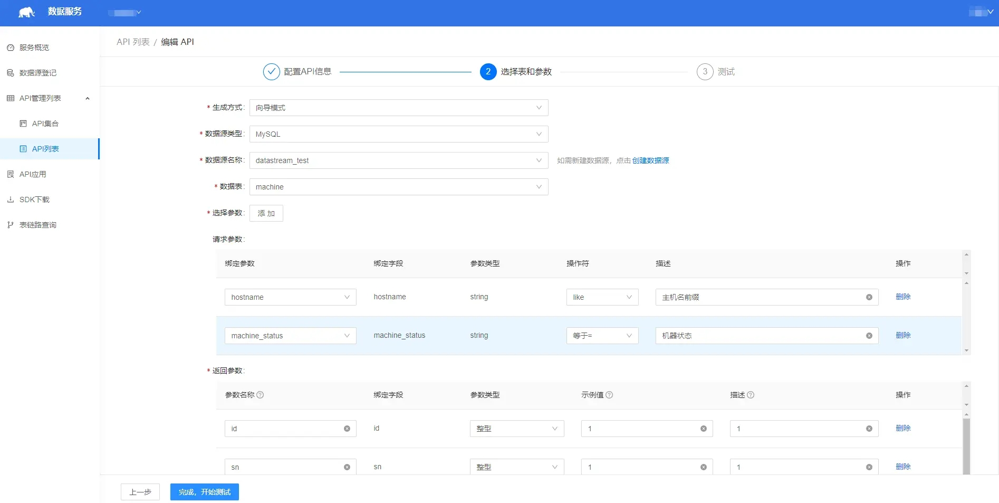 数据服务
服务概览
数据源登记
API管理列表
API集合
API列表
API应用
SDK下载
表链路查询
API 列表 / 编辑 API
配置API信息 2 选择表和参数 3 测试
* 生成方式: 向导模式
* 数据源类型: MySQL
* 数据源名称: datastream_test 如需新建数据源，点击 创建数据源
* 数据表: machine
* 选择参数: 添 加
请求参数:
绑定参数 绑定字段 参数类型 操作符 描述 操作
hostname hostname string like 主机名前缀 删除
machine_status machine_status string 等于= 机器状态 删除
* 返回参数:
参数名称 ? 绑定字段 参数类型 示例值 ? 描述 ? 操作
id id 整型 1 1 删除
sn sn 整型 1 1 删除
上一步 完成，开始测试